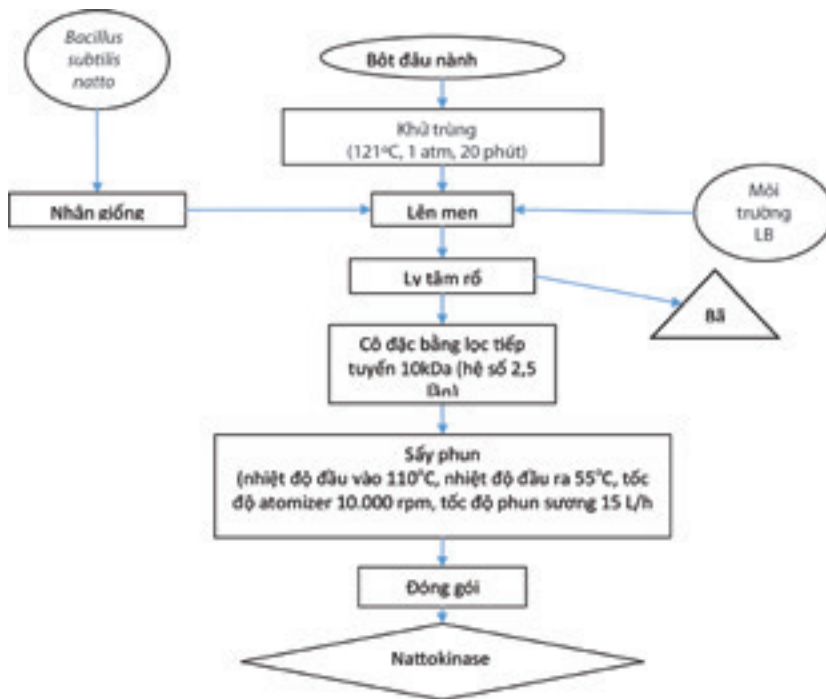 Bacillus
subtilis
natto
Bột đậu nành
Khử trùng
(121°C, 1 atm, 20 phút)
Nhân giống
Lên men
Môi
trường
LB
Ly tâm rổ
Bã
Cô đặc bằng lọc tiếp
tuyến 10kDa (hệ số 2,5
lần)
Sấy phun
(nhiệt độ đầu vào 110°C, nhiệt độ đầu ra 55°C, tốc
độ atomizer 10.000 rpm, tốc độ phun sương 15 L/h
Đóng gói
Nattokinase